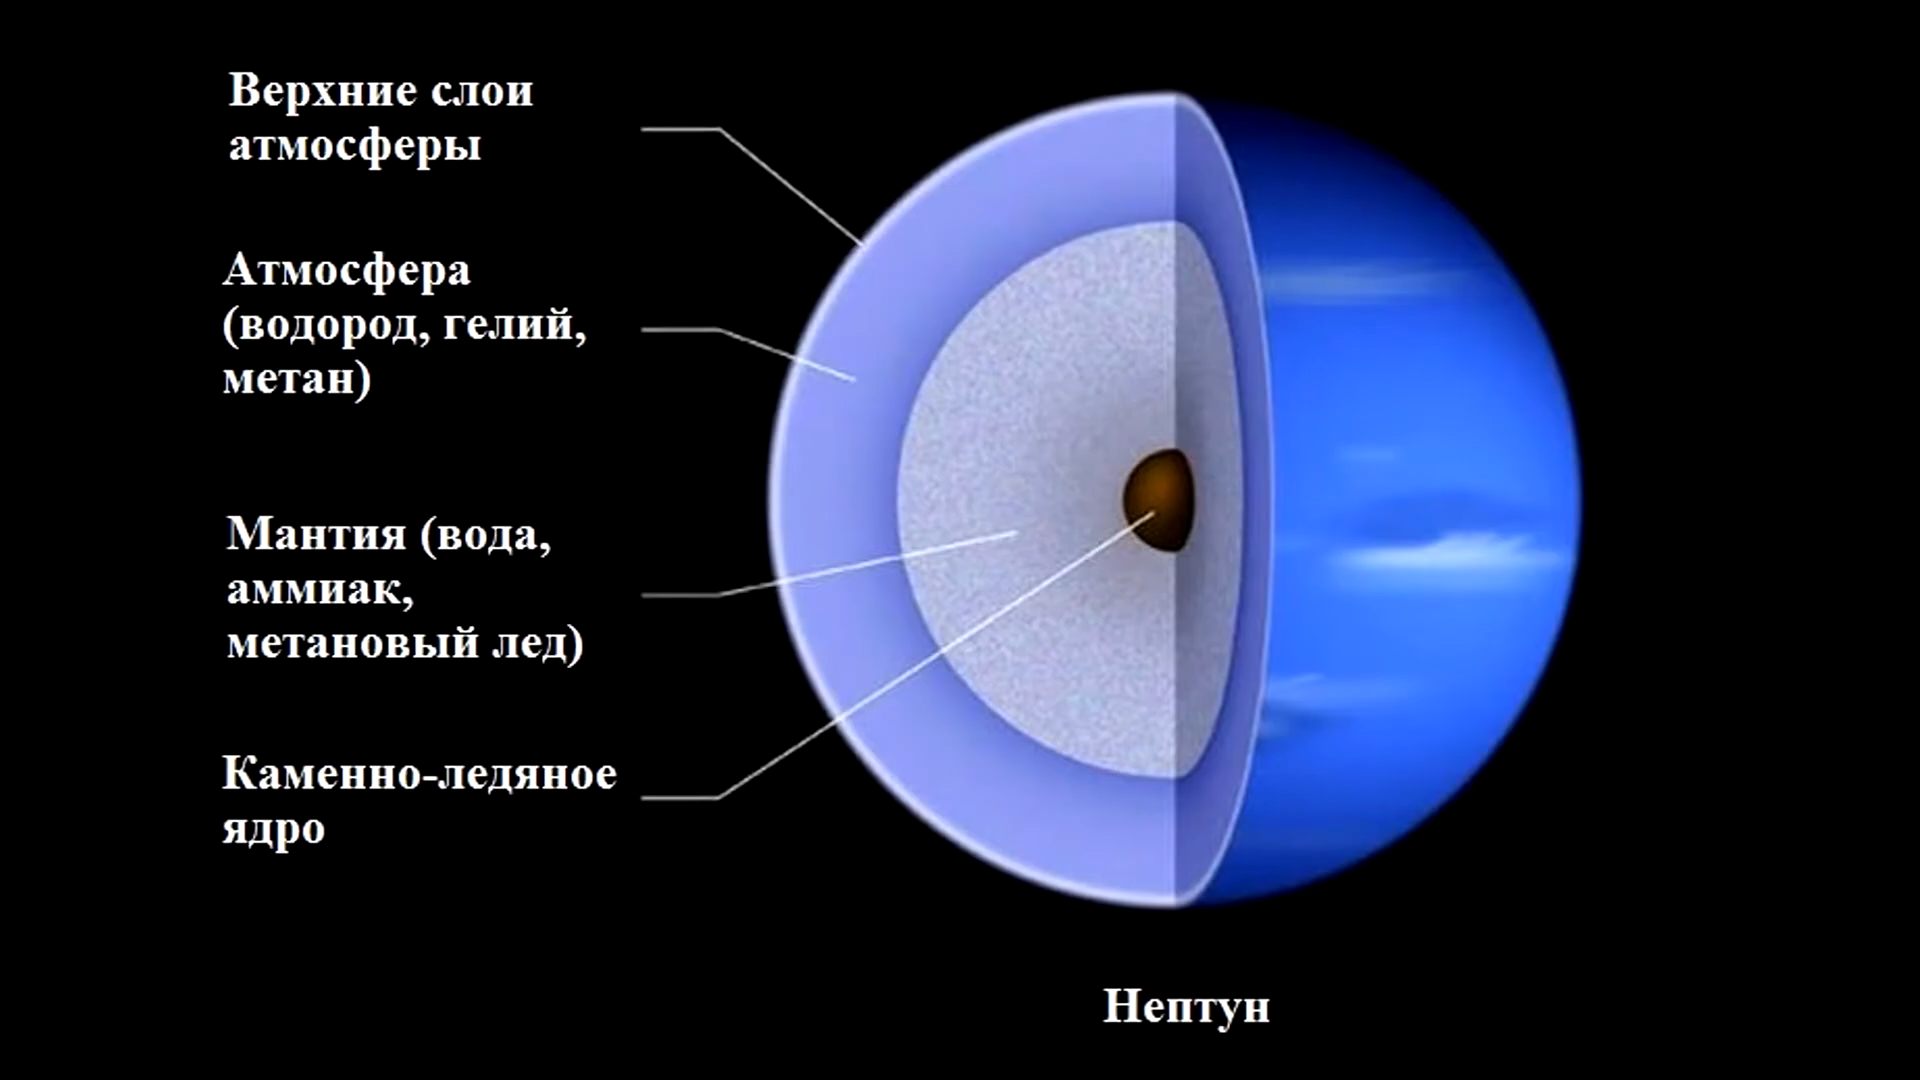 Верхние слои
атмосферы
Атмосфера
(водород, гелий,
метан)
Мантия (вода,
аммиак,
метановый лед)
Каменно-ледяное
ядро
Нептун